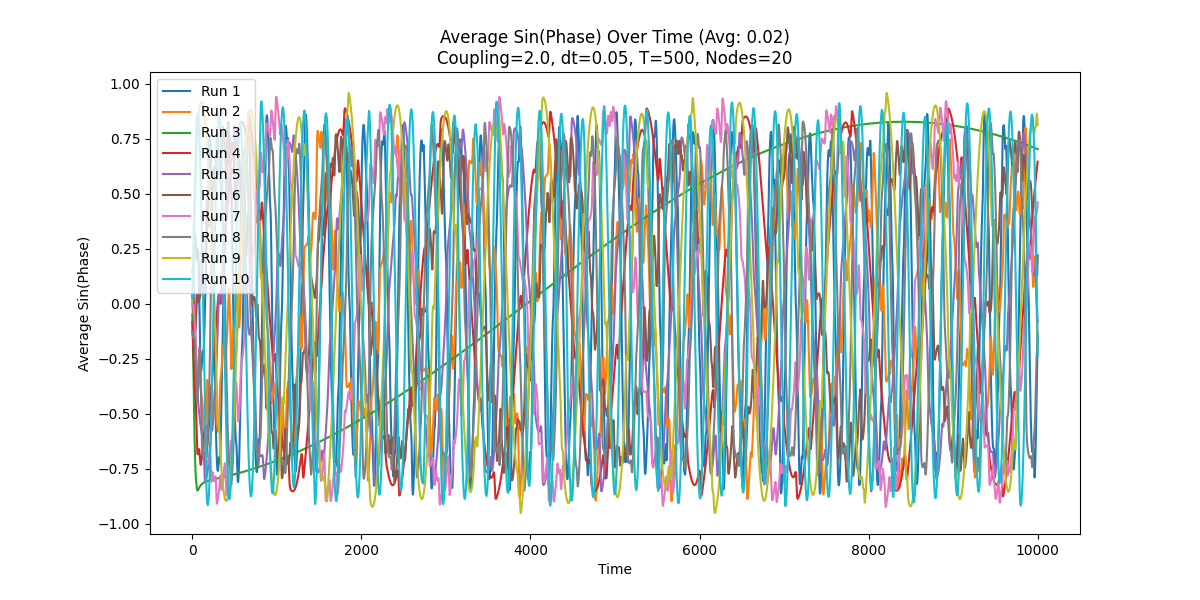 Average Sin(Phase) Over Time (Avg: 0.02)
Coupling=2.0, dt=0.05, T=500, Nodes=20
1.00
0.75
0.50
0.25
0.00
−0.25
−0.50
−0.75
−1.00
Average Sin(Phase)
Run 1
Run 2
Run 3
Run 4
Run 5
Run 6
Run 7
Run 8
Run 9
Run 10
0
2000
4000
6000
8000
10000
Time